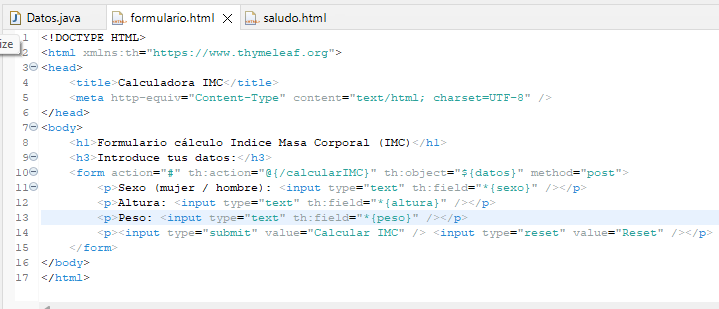 Datos.java formulario.html saludo.html
ize
1 <!DOCTYPE HTML>
2 <html xmlns:th="https://www.thymeleaf.org">
3 <head>
4 <title>Calculadora IMC</title>
5 <meta http-equiv="Content-Type" content="text/html; charset=UTF-8" />
6 </head>
7 <body>
8 <h1>Formulario cálculo Indice Masa Corporal (IMC)</h1>
9 <h3>Introduce tus datos:</h3>
10 <form action="#" th:action="@{/calcularIMC}" th:object="${datos}" method="post">
11 <p>Sexo (mujer / hombre): <input type="text" th:field="*{sexo}" /></p>
12 <p>Altura: <input type="text" th:field="*{altura}" /></p>
13 <p>Peso: <input type="text" th:field="*{peso}" /></p>
14 <p><input type="submit" value="Calcular IMC" /> <input type="reset" value="Reset" /></p>
15 </form>
16 </body>
17 </html>